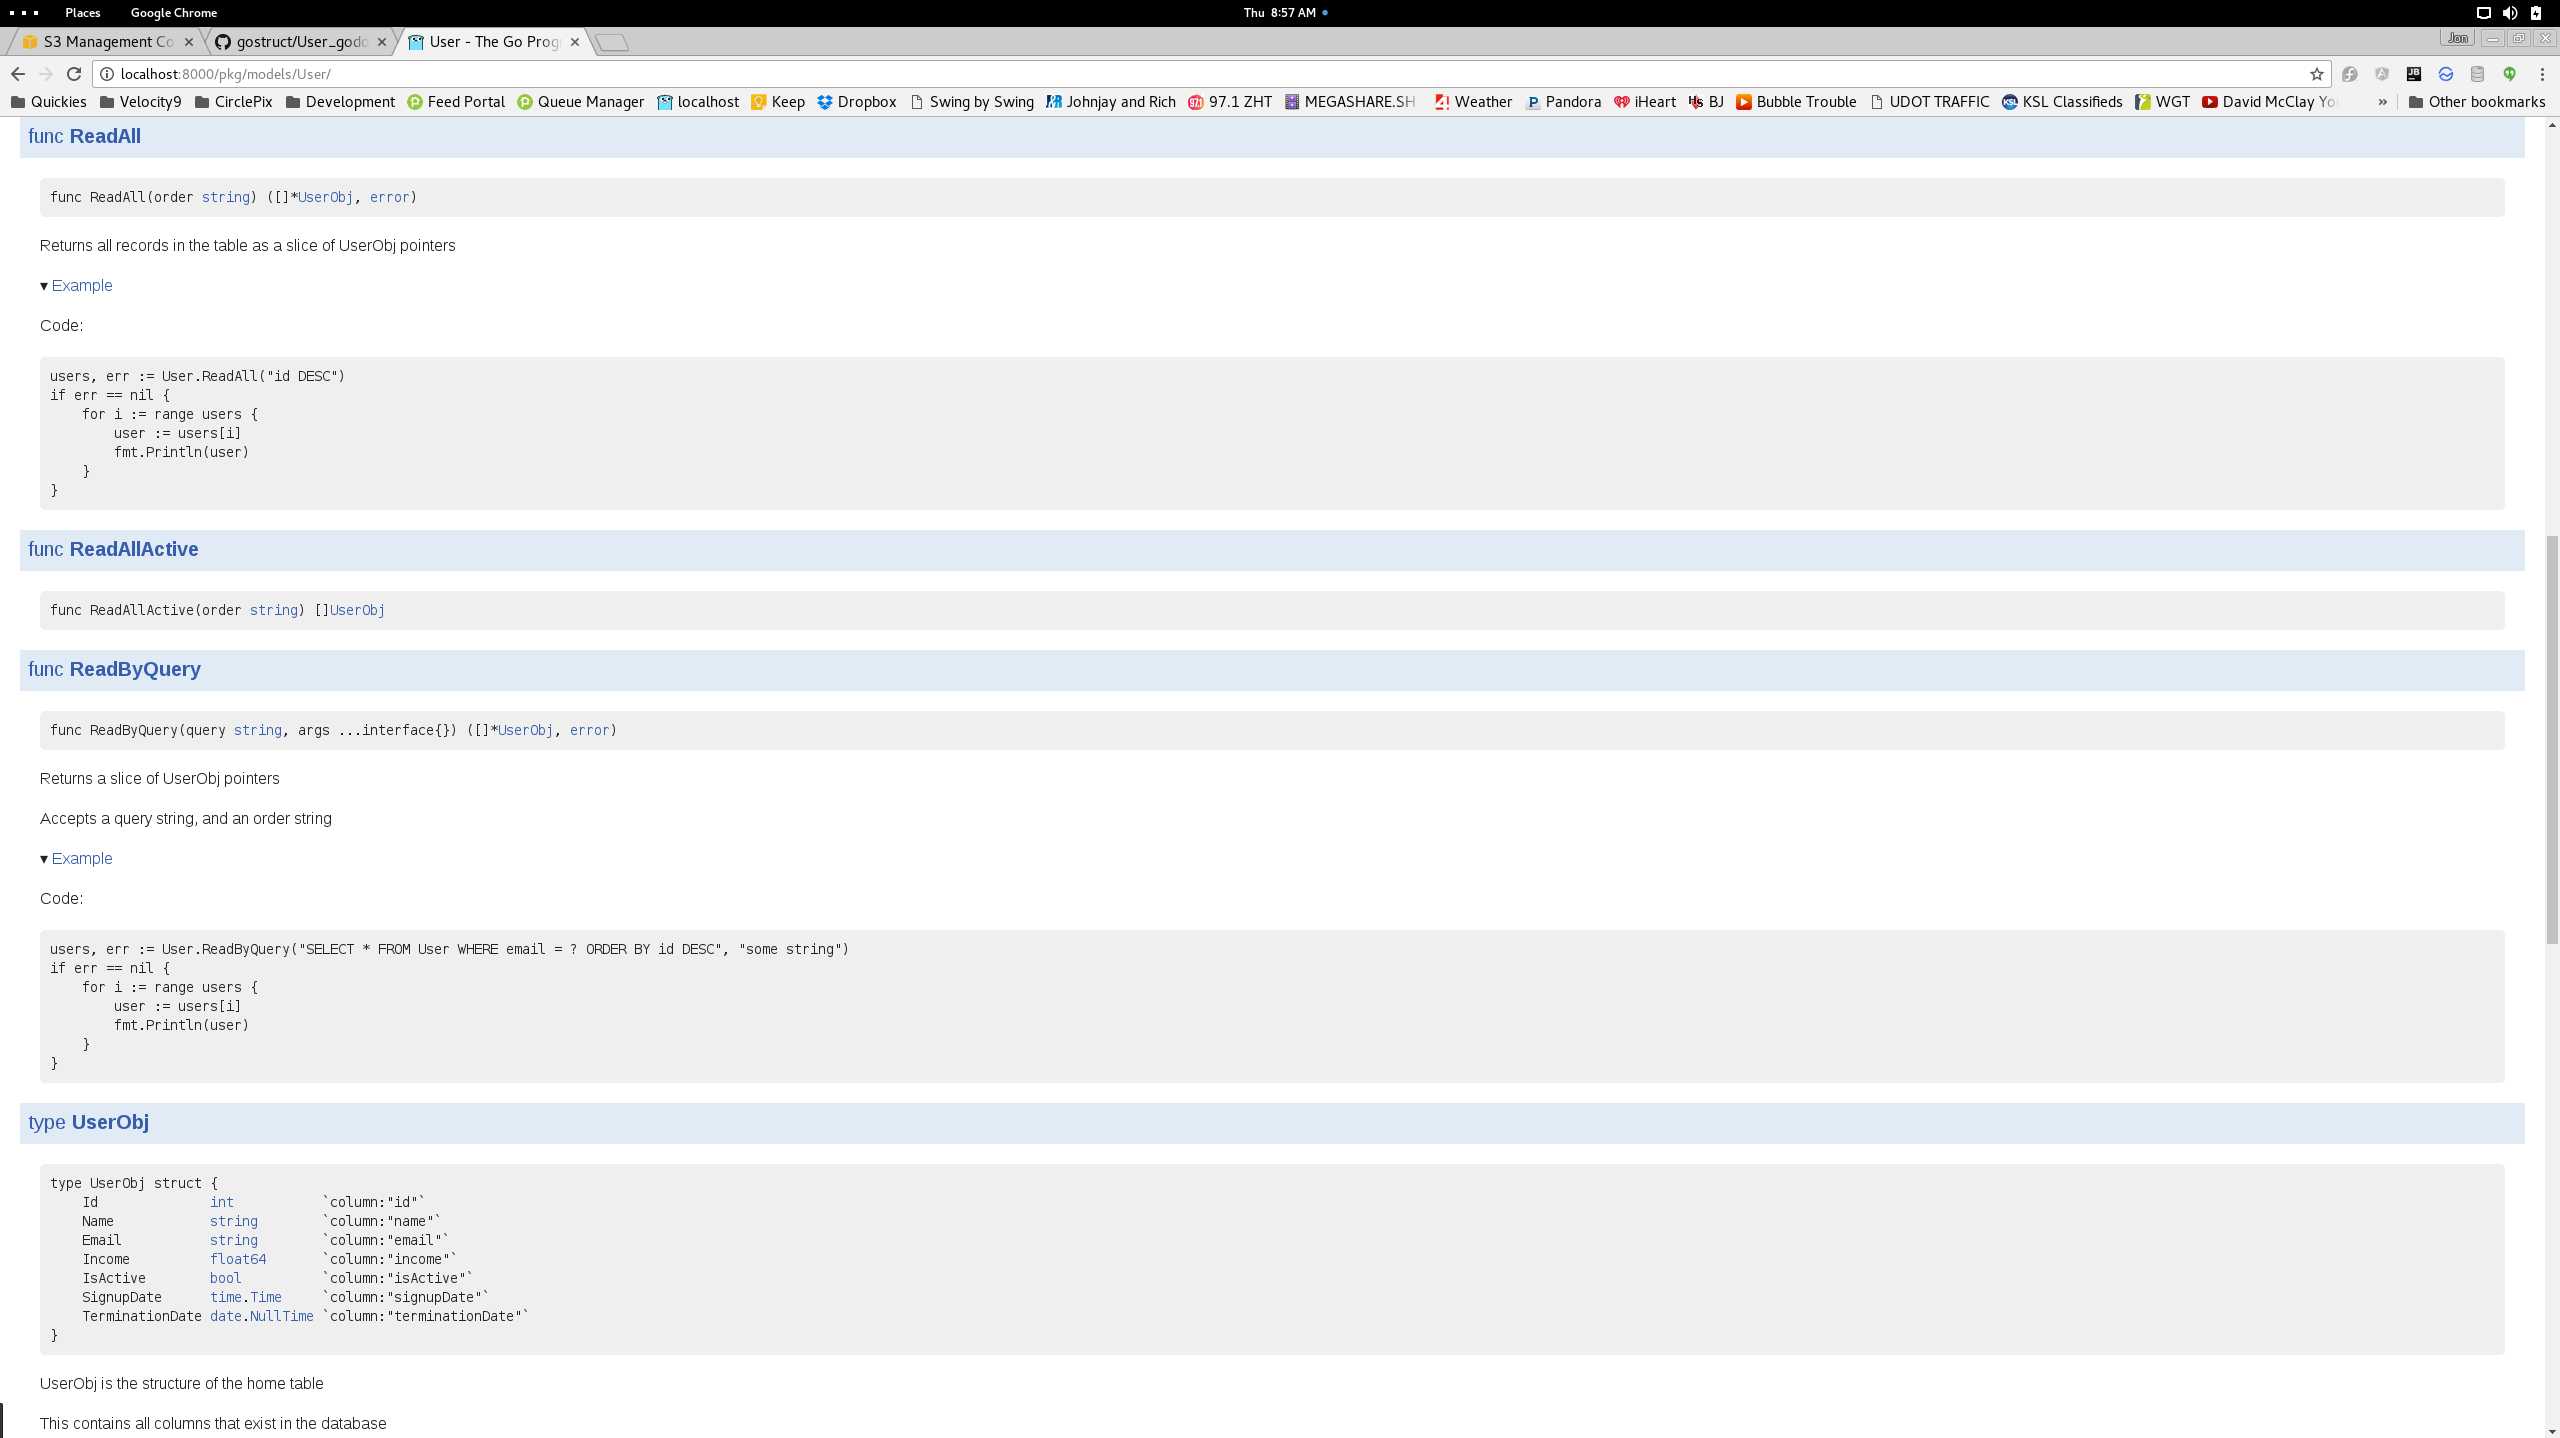 Places Google Chrome Thu 8:57 AM
S3 Management Co gostruct/User_godo User - The Go Prog Jon
localhost:8000/pkg/models/User/
Quickies Velocity9 CirclePix Development Feed Portal Queue Manager localhost Keep Dropbox Swing by Swing Johnjay and Rich 97.1 ZHT MEGASHARE.SH Weather Pandora iHeart BJ Bubble Trouble UDOT TRAFFIC KSL Classifieds WGT David McClay You » Other bookmarks
func ReadAll
func ReadAll(order string) ([]*UserObj, error)
Returns all records in the table as a slice of UserObj pointers
▾ Example
Code:
users, err := User.ReadAll("id DESC")
if err == nil {
    for i := range users {
        user := users[i]
        fmt.Println(user)
    }
}
func ReadAllActive
func ReadAllActive(order string) []UserObj
func ReadByQuery
func ReadByQuery(query string, args ...interface{}) ([]*UserObj, error)
Returns a slice of UserObj pointers
Accepts a query string, and an order string
▾ Example
Code:
users, err := User.ReadByQuery("SELECT * FROM User WHERE email = ? ORDER BY id DESC", "some string")
if err == nil {
    for i := range users {
        user := users[i]
        fmt.Println(user)
    }
}
type UserObj
type UserObj struct {
    Id              int           `column:"id"`
    Name            string        `column:"name"`
    Email           string        `column:"email"`
    Income          float64       `column:"income"`
    IsActive        bool          `column:"isActive"`
    SignupDate      time.Time     `column:"signupDate"`
    TerminationDate date.NullTime `column:"terminationDate"`
}
UserObj is the structure of the home table
This contains all columns that exist in the database